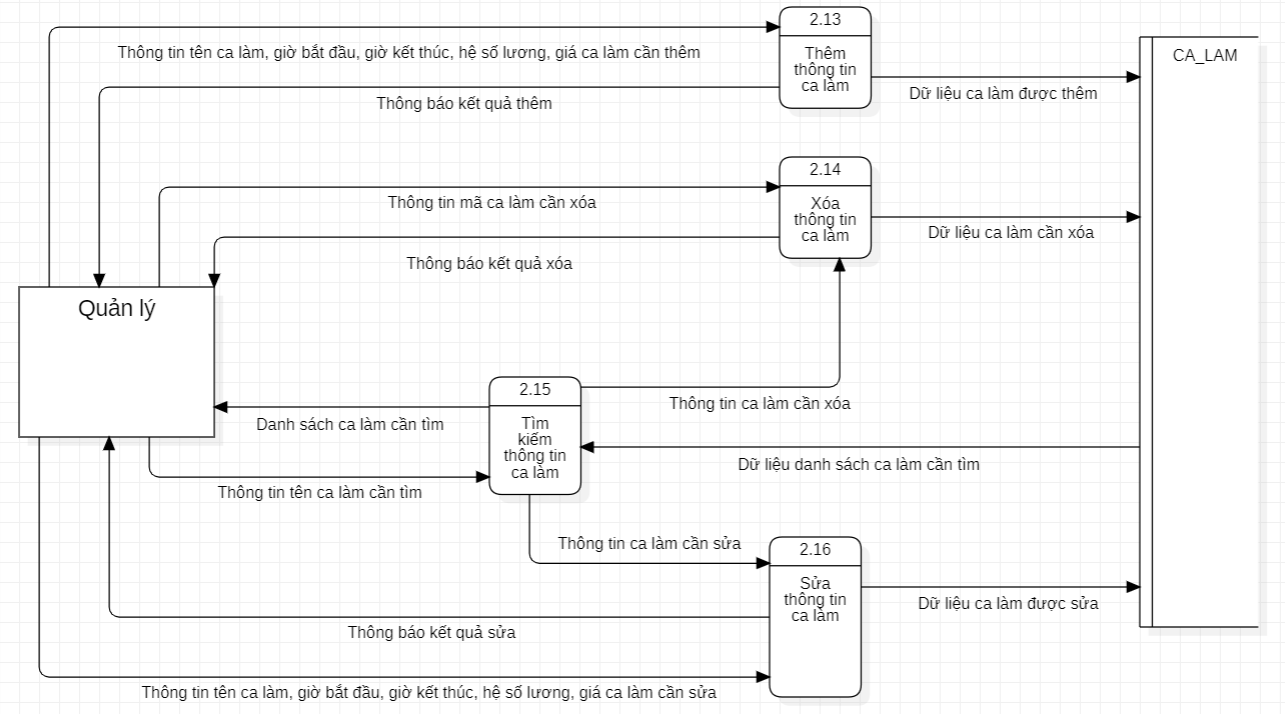 2.13
CA_LAM
Thông tin tên ca làm, giờ bắt đầu, giờ kết thúc, hệ số lương, giá ca làm cần thêm
Thêm
thông tin
ca làm
Dữ liệu ca làm được thêm
Thông báo kết quả thêm
2.14
Thông tin mã ca làm cần xóa
Xóa
thông tin
ca làm
Dữ liệu ca làm cần xóa
Thông báo kết quả xóa
Quản lý
2.15
Thông tin ca làm cần xóa
Danh sách ca làm cần tìm
Tìm
kiếm
thông tin
ca làm
Dữ liệu danh sách ca làm cần tìm
Thông tin tên ca làm cần tìm
Thông tin ca làm cần sửa
2.16
Sửa
thông tin
ca làm
Dữ liệu ca làm được sửa
Thông báo kết quả sửa
Thông tin tên ca làm, giờ bắt đầu, giờ kết thúc, hệ số lương, giá ca làm cần sửa